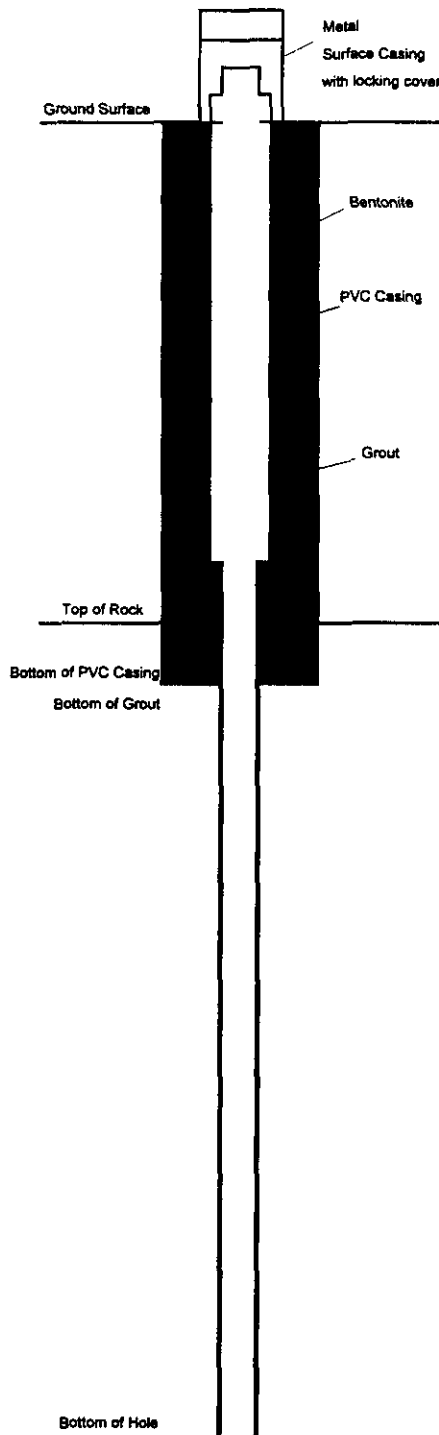 Metal
Surface Casing
with locking cover
Ground Surface
Bentonite
PVC Casing
Grout
Top of Rock
Bottom of PVC Casing
Bottom of Grout
Bottom of Hole